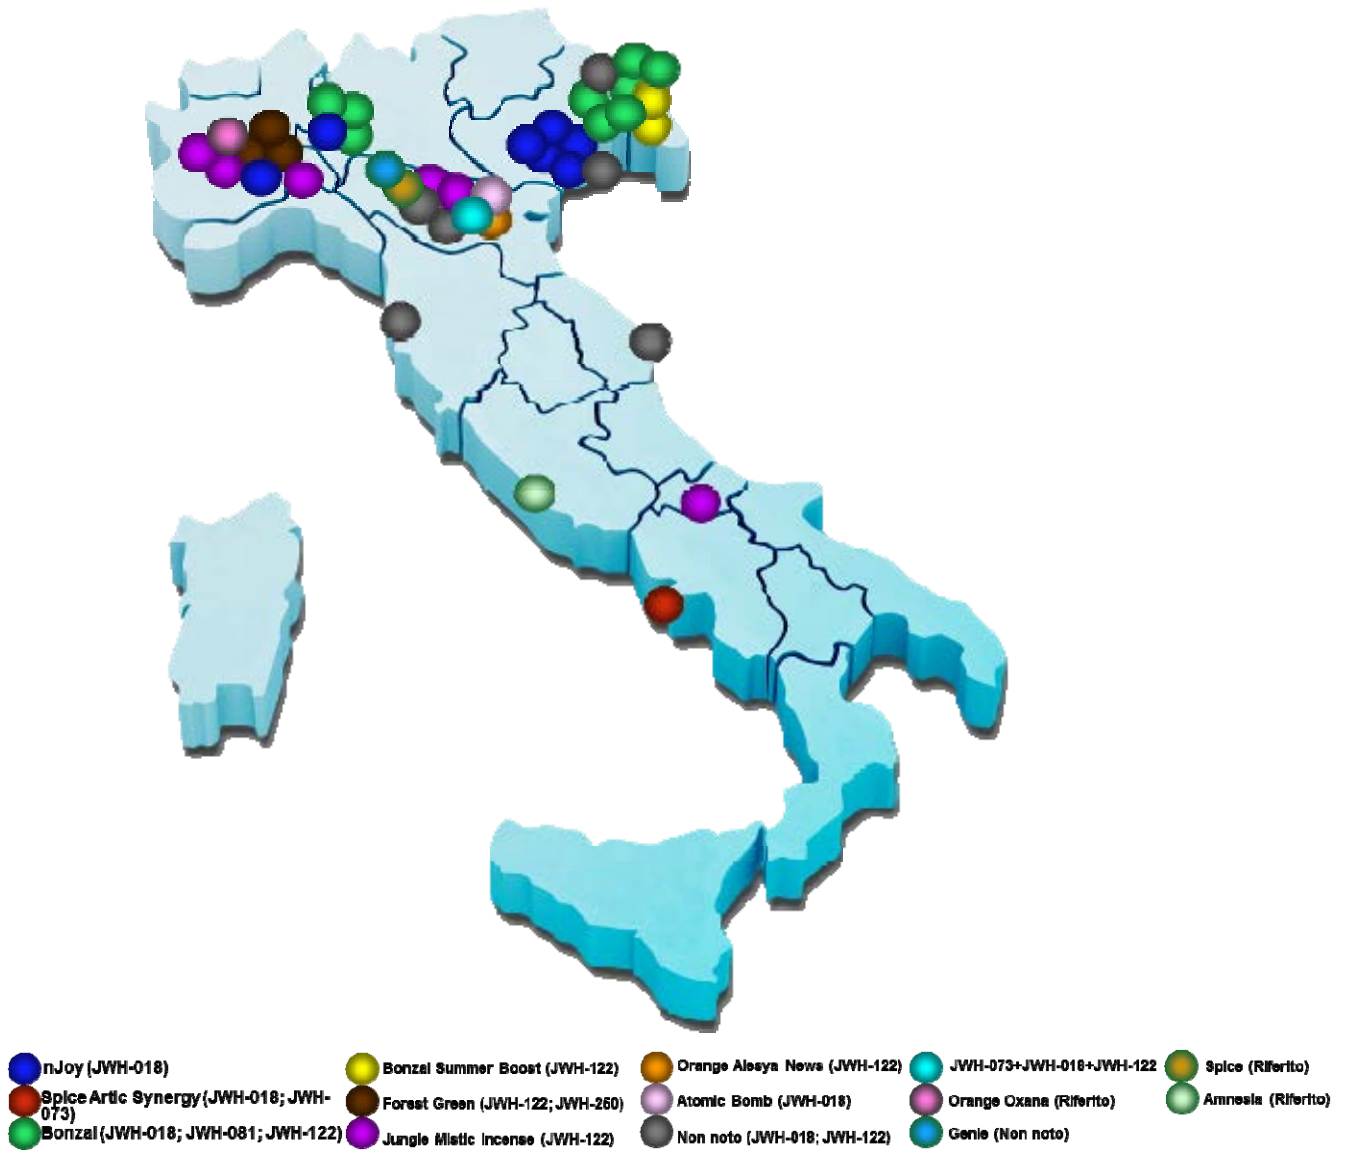 nJoy (JWH-018)
Spice Artic Synergy (JWH-018; JWH-
073)
Bonzai (JWH-018; JWH-081; JWH-122)
Bonzai Summer Boost (JWH-122)
Forest Green (JWH-122; JWH-250)
Jungle Mistic Incense (JWH-122)
Orange Alesya News (JWH-122)
Atomic Bomb (JWH-018)
Non noto (JWH-018; JWH-122)
JWH-073+JWH-018+JWH-122
Orange Oxana (Riferito)
Genie (Non noto)
Spice (Riferito)
Amnesia (Riferito)